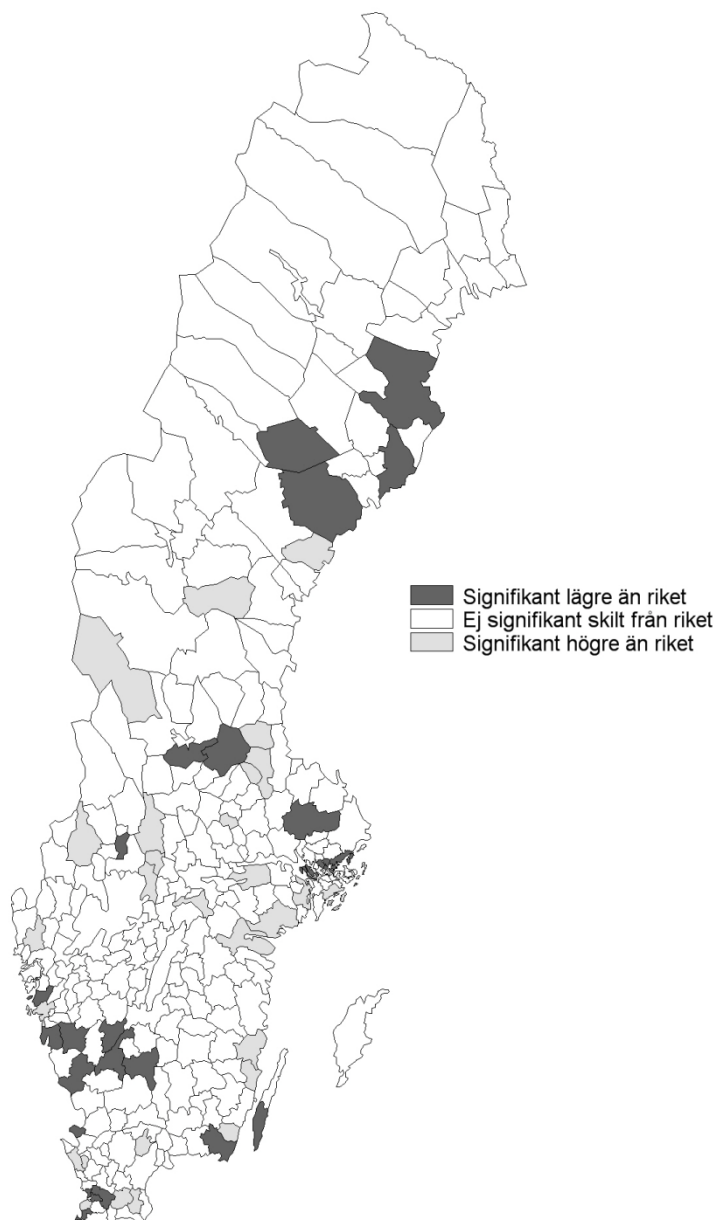 Signifikant lägre än riket
Ej signifikant skilt från riket
Signifikant högre än riket